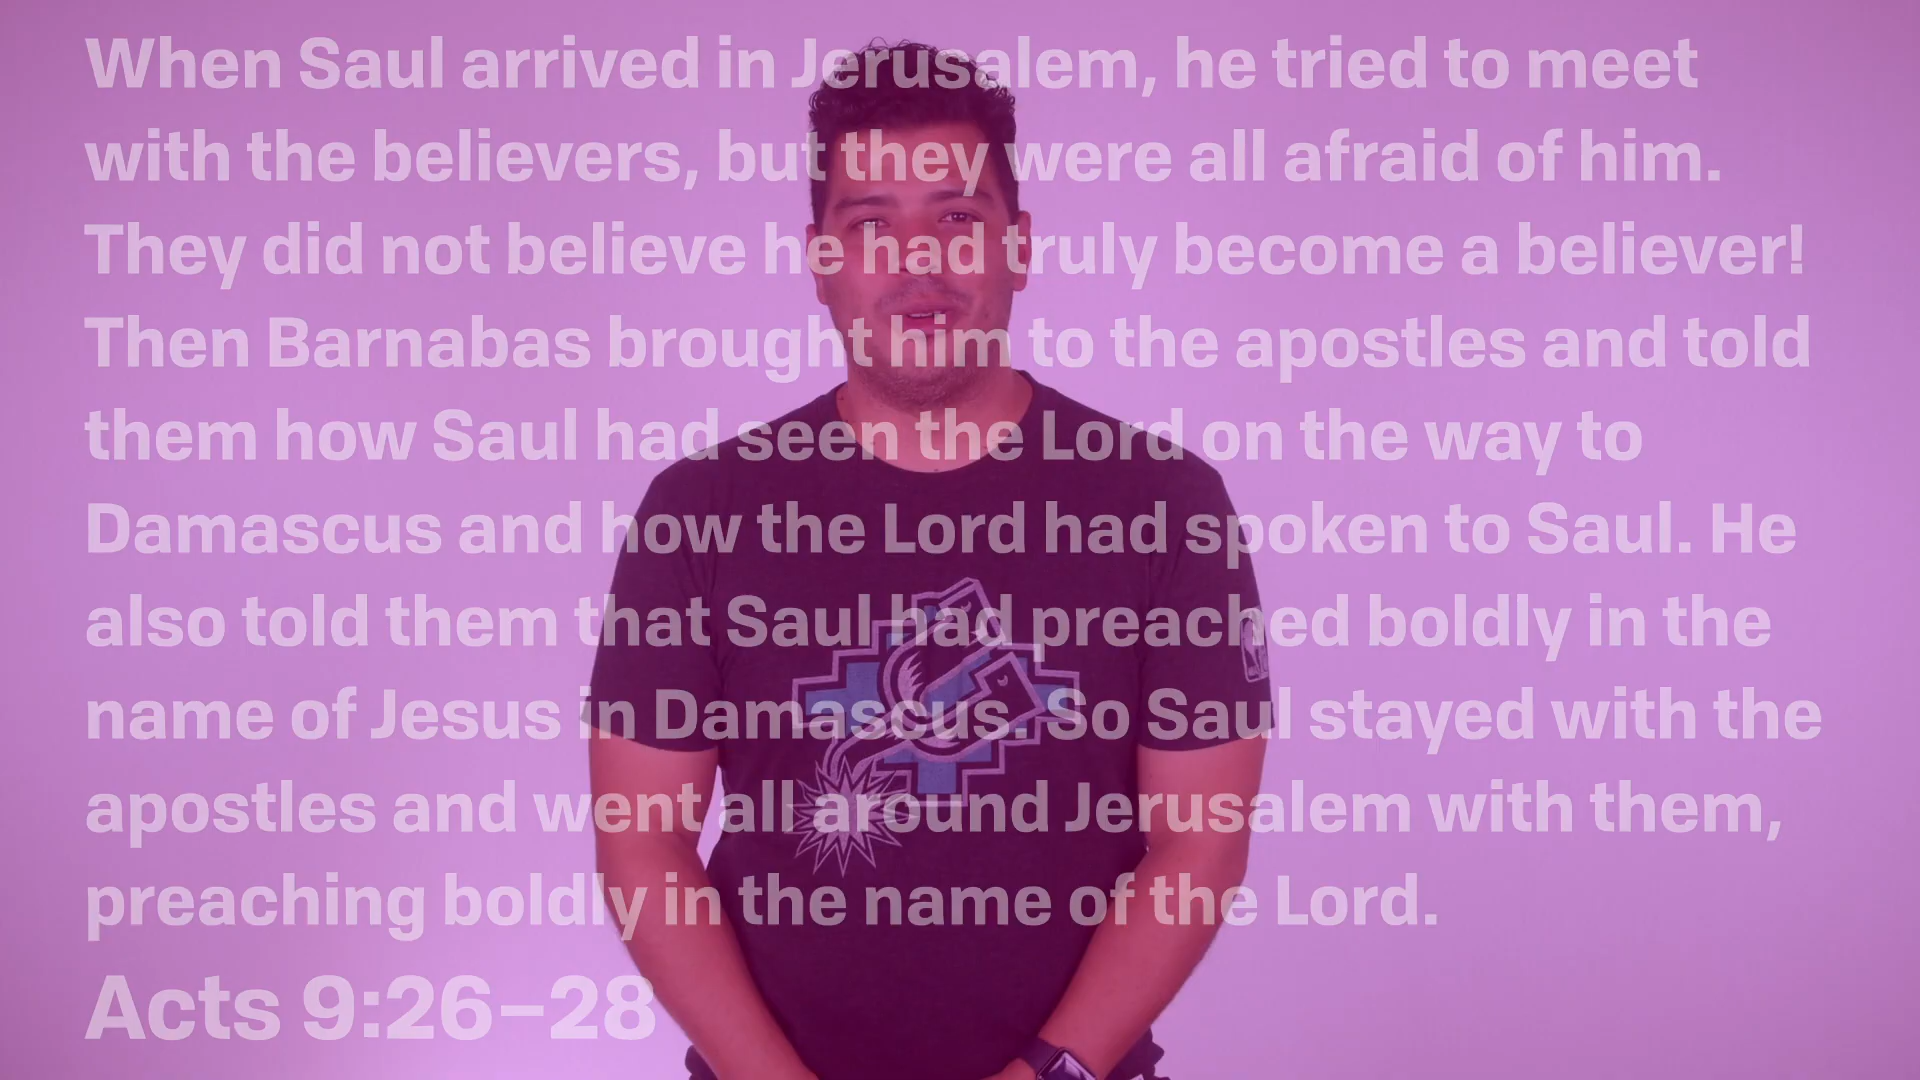 When Saul arrived in Jerusalem, he tried to meet
with the believers, but they were all afraid of him.
They did not believe he had truly become a believer!
Then Barnabas brought him to the apostles and told
them how Saul had seen the Lord on the way to
Damascus and how the Lord had spoken to Saul. He
also told them that Saul had preached boldly in the
name of Jesus in Damascus. So Saul stayed with the
apostles and went all around Jerusalem with them,
preaching boldly in the name of the Lord.
Acts 9:26–28